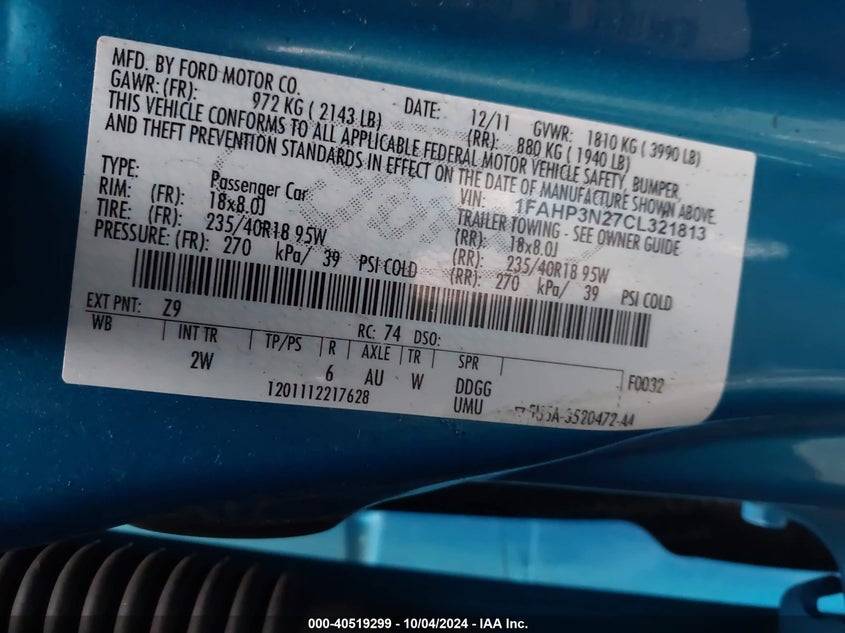 MFD. BY FORD MOTOR CO.
DATE: 12/11 GVWR: 1810 KG ( 3990 LB)
GAWR: (FR): 972 KG ( 2143 LB) (RR): 880 KG ( 1940 LB)
THIS VEHICLE CONFORMS TO ALL APPLICABLE FEDERAL MOTOR VEHICLE SAFETY, BUMPER,
AND THEFT PREVENTION STANDARDS IN EFFECT ON THE DATE OF MANUFACTURE SHOWN ABOVE.
VIN: 1FAHP3N27CL321813
TYPE: Passenger Car TRAILER TOWING - SEE OWNER GUIDE
RIM: (FR): 18x8.0J (RR): 18x8.0J
TIRE: (FR): 235/40R18 95W (RR): 235/40R18 95W
PRESSURE: (FR): 270 kPa/ 39 PSI COLD (RR): 270 kPa/ 39 PSI COLD
EXT PNT: Z9 RC: 74 DSO:
WB INT TR TP/PS R AXLE TR SPR F0032
2W 6 AU W DDGG
1201112217628 UMU
000-40519299 - 10/04/2024 - IAA Inc.